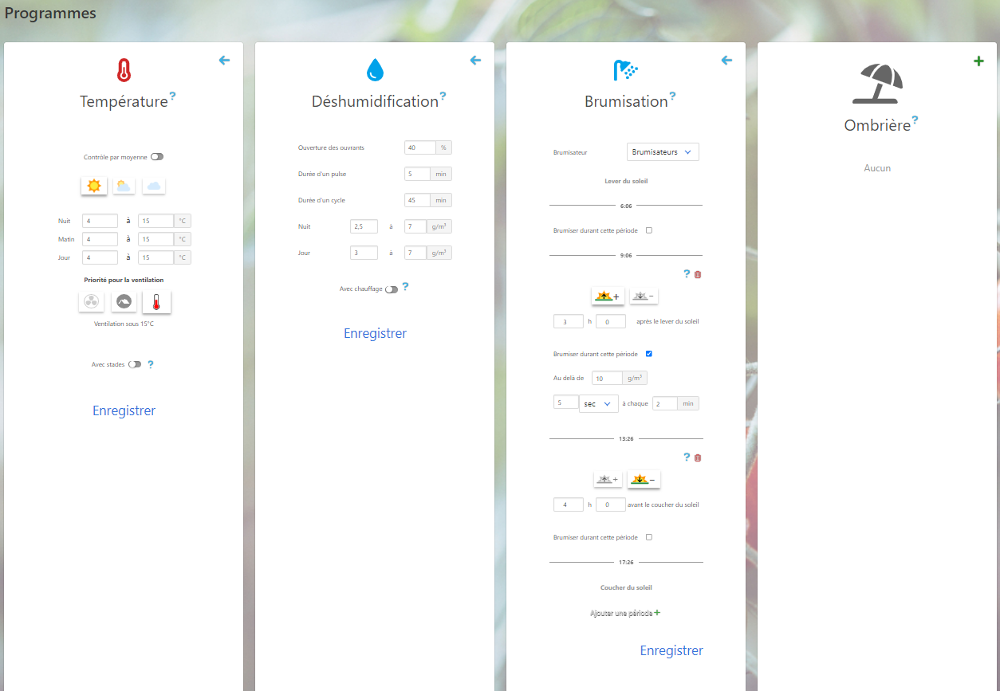 Programmes
Température?
Contrôle par moyenne
Nuit 4 à 15 °C
Matin 4 à 15 °C
Jour 4 à 15 °C
Priorité pour la ventilation
Ventilation sous 15°C
Avec stades ?
Enregistrer
Déshumidification?
Ouverture des ouvrants 40 %
Durée d'un pulse 5 min
Durée d'un cycle 45 min
Nuit 2,5 à 7 g/m³
Jour 3 à 7 g/m³
Avec chauffage ?
Enregistrer
Brumisation?
Brumisateur Brumisateurs
Lever du soleil
6:06
Brumiser durant cette période
9:06
?
+ −
3 h 0 après le lever du soleil
Brumiser durant cette période
Au delà de 10 g/m³
5 sec à chaque 2 min
13:26
?
+ −
4 h 0 avant le coucher du soleil
Brumiser durant cette période
17:26
Coucher du soleil
Ajouter une période +
Enregistrer
Ombrière?
Aucun